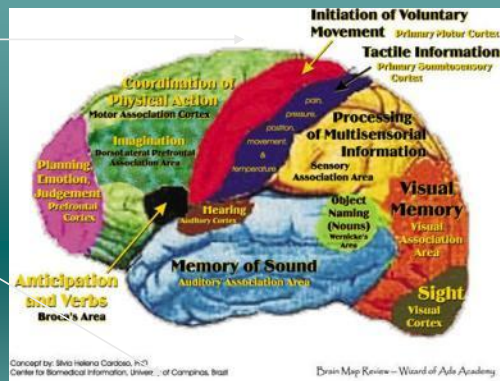 Initiation of Voluntary
Movement Primary Motor Cortex
Tactile Information
Primary Somatosensory
Cortex
Coordination of
Physical Action
Motor Association Cortex
pain,
pressure,
position,
movement,
&
temperature
Processing
of Multisensorial
Information
Sensory
Association Area
Imagination
DorsoLateral Prefrontal
Association Area
Planning,
Emotion,
Judgement
Prefrontal
Cortex
Hearing
Auditory Cortex
Object
Naming
(Nouns)
Wernicke's
Area
Visual
Memory
Visual
Association
Area
Memory of Sound
Auditory Association Area
Anticipation
and Verbs
Broca's Area
Sight
Visual
Cortex
Concept by: Silvia Helena Cardoso, PhD
Center for Biomedical Information, University of Campinas, Brazil
Brain Map Review – Wizard of Ads Academy